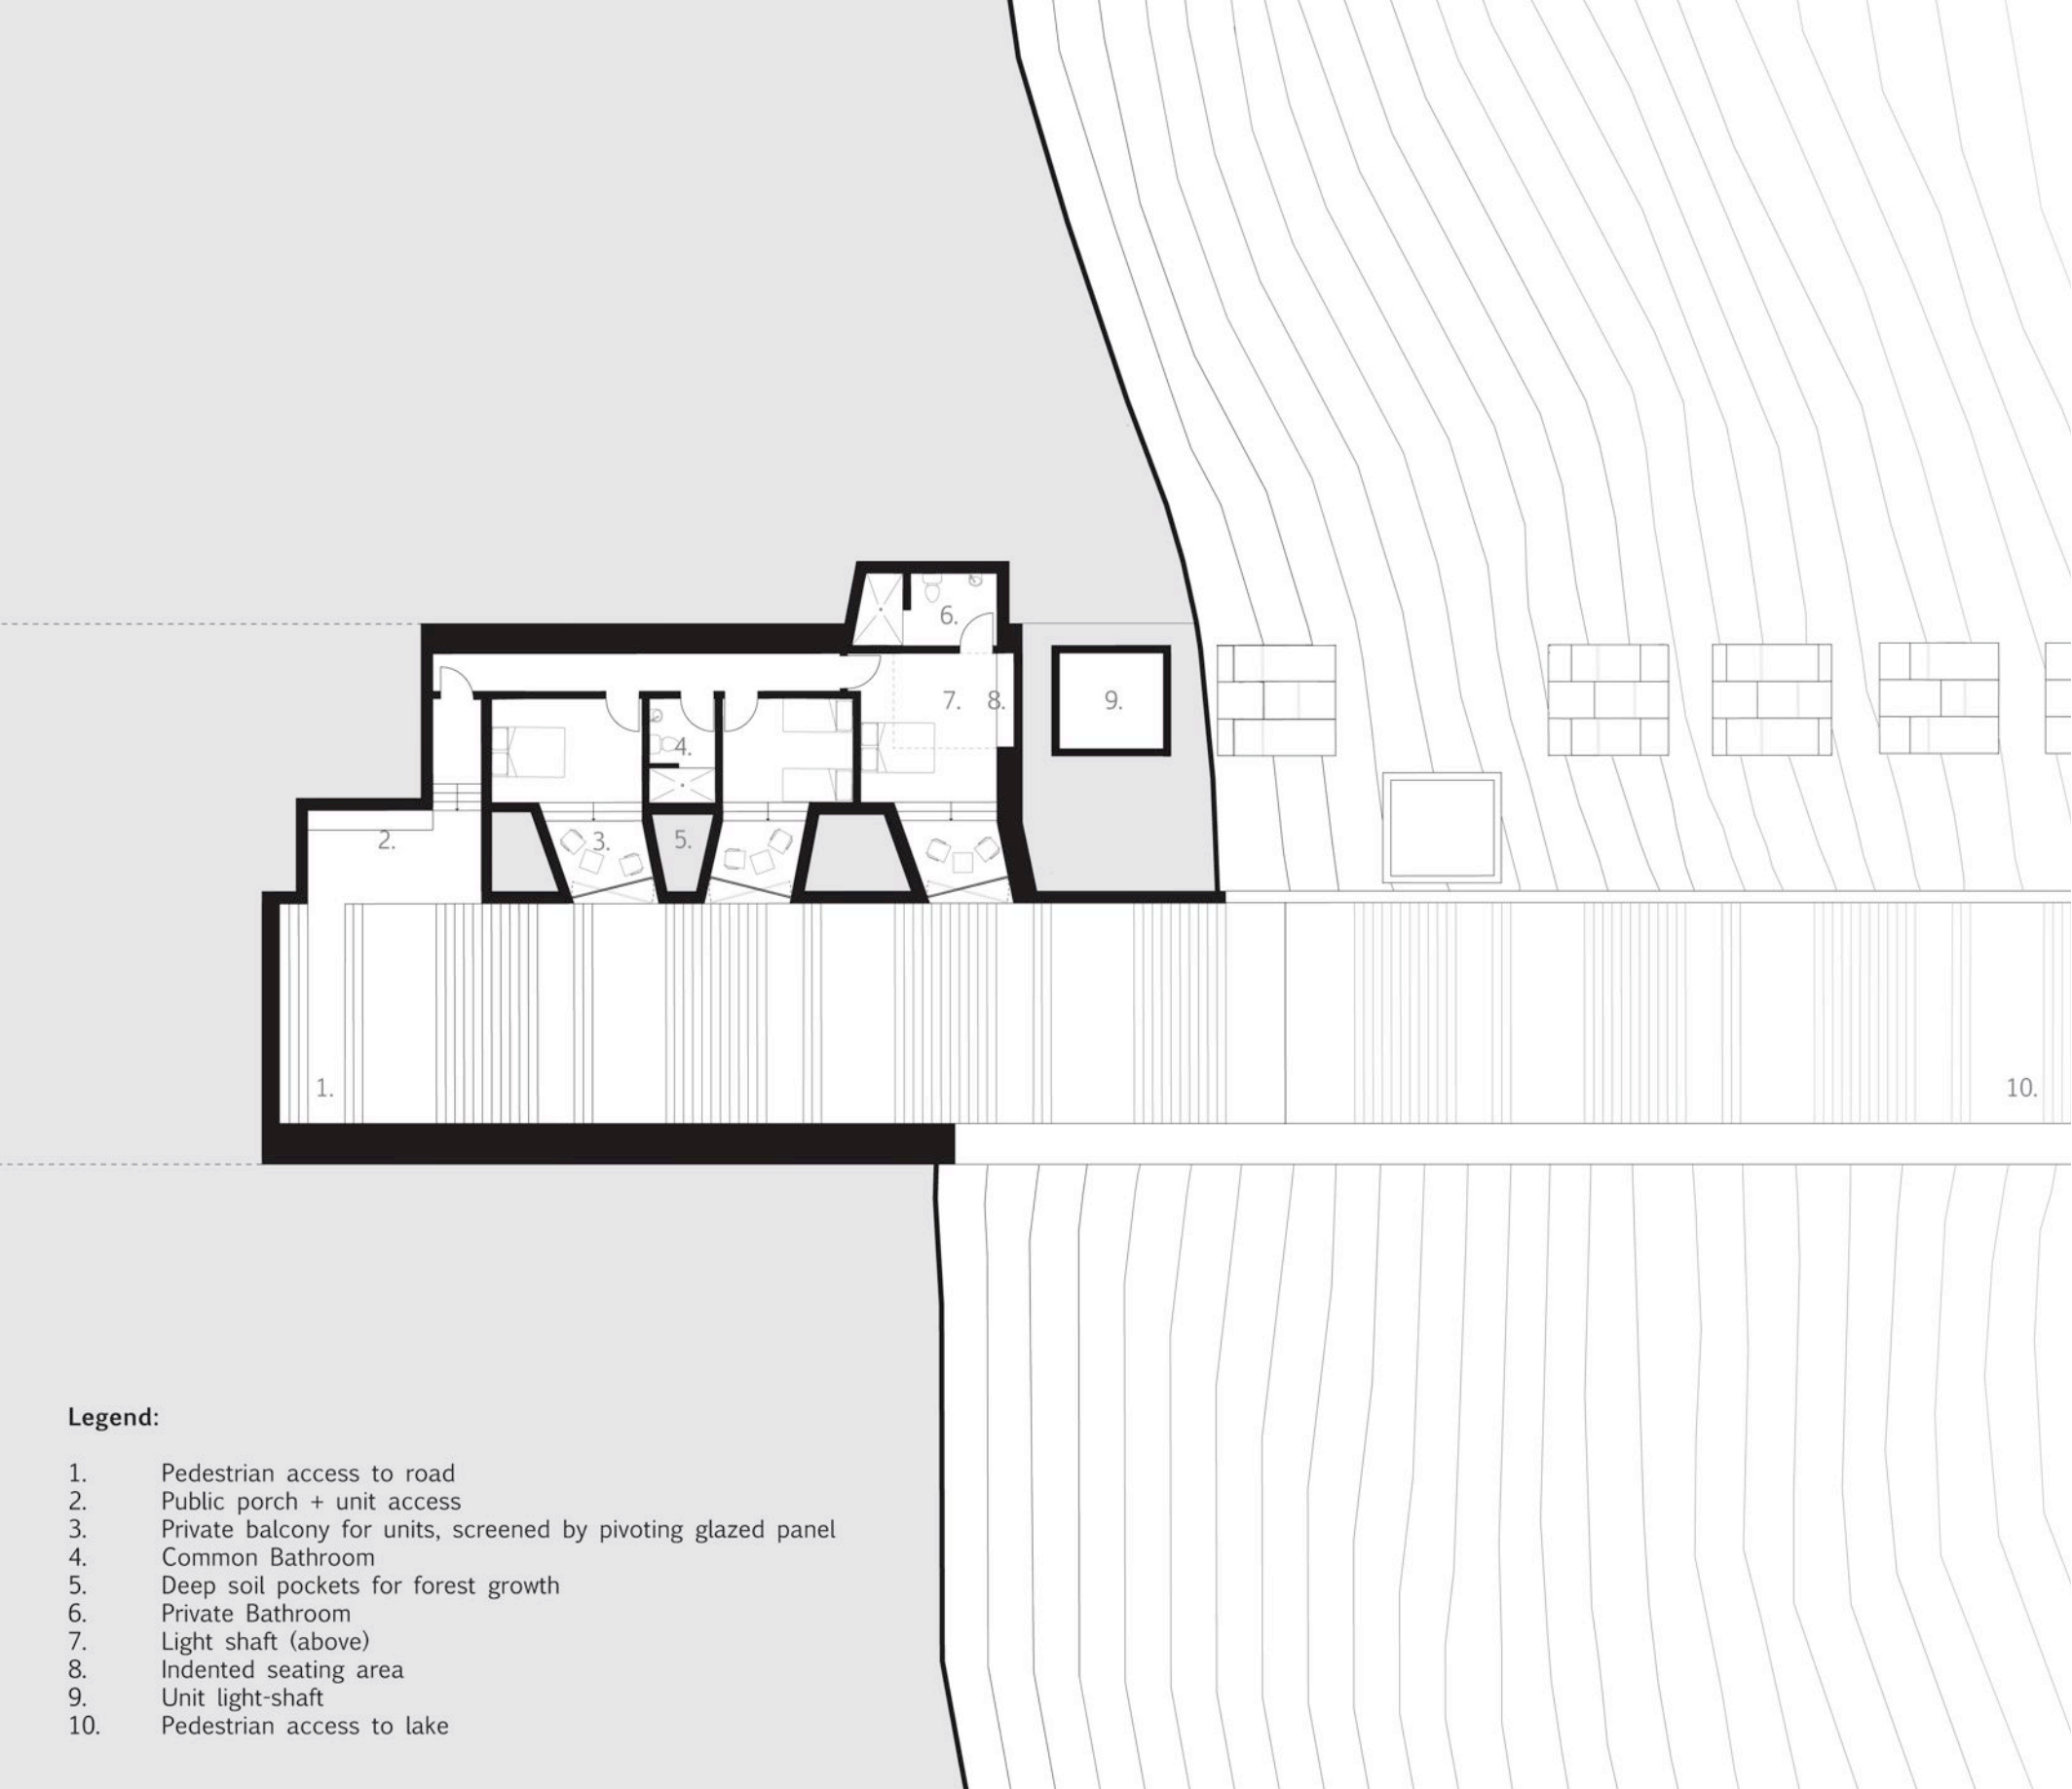 6.
7. 8. 9.
4.
2. 3. 5.
1. 10.
Legend:
1. Pedestrian access to road
2. Public porch + unit access
3. Private balcony for units, screened by pivoting glazed panel
4. Common Bathroom
5. Deep soil pockets for forest growth
6. Private Bathroom
7. Light shaft (above)
8. Indented seating area
9. Unit light-shaft
10. Pedestrian access to lake